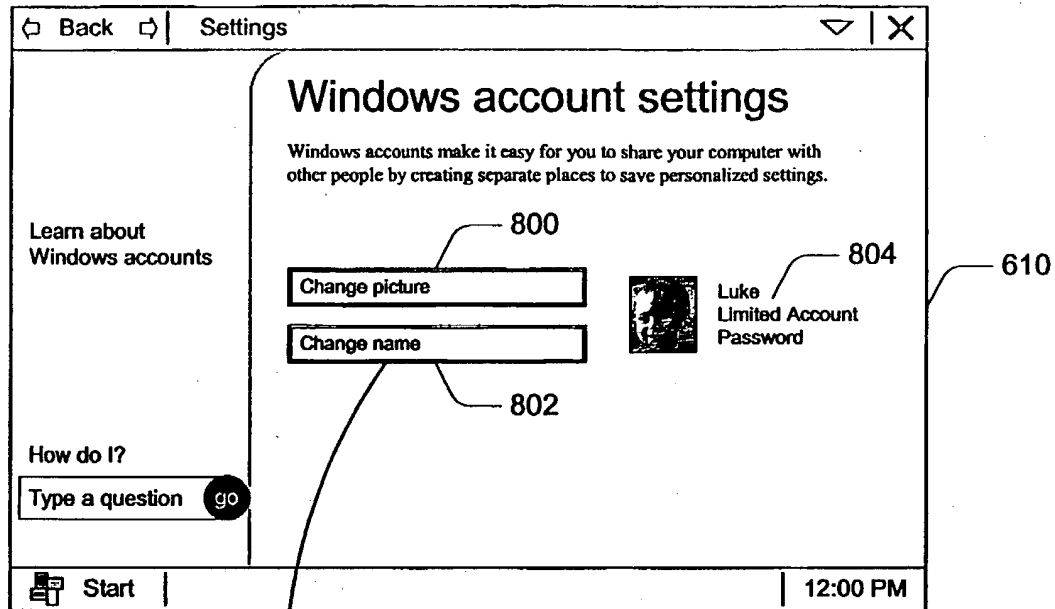 Back
Settings
Windows account settings
Windows accounts make it easy for you to share your computer with
other people by creating separate places to save personalized settings.
Learn about
Windows accounts
800
804
610
Change picture
Luke
Limited Account
Password
Change name
802
How do I?
Type a question
go
Start
12:00 PM